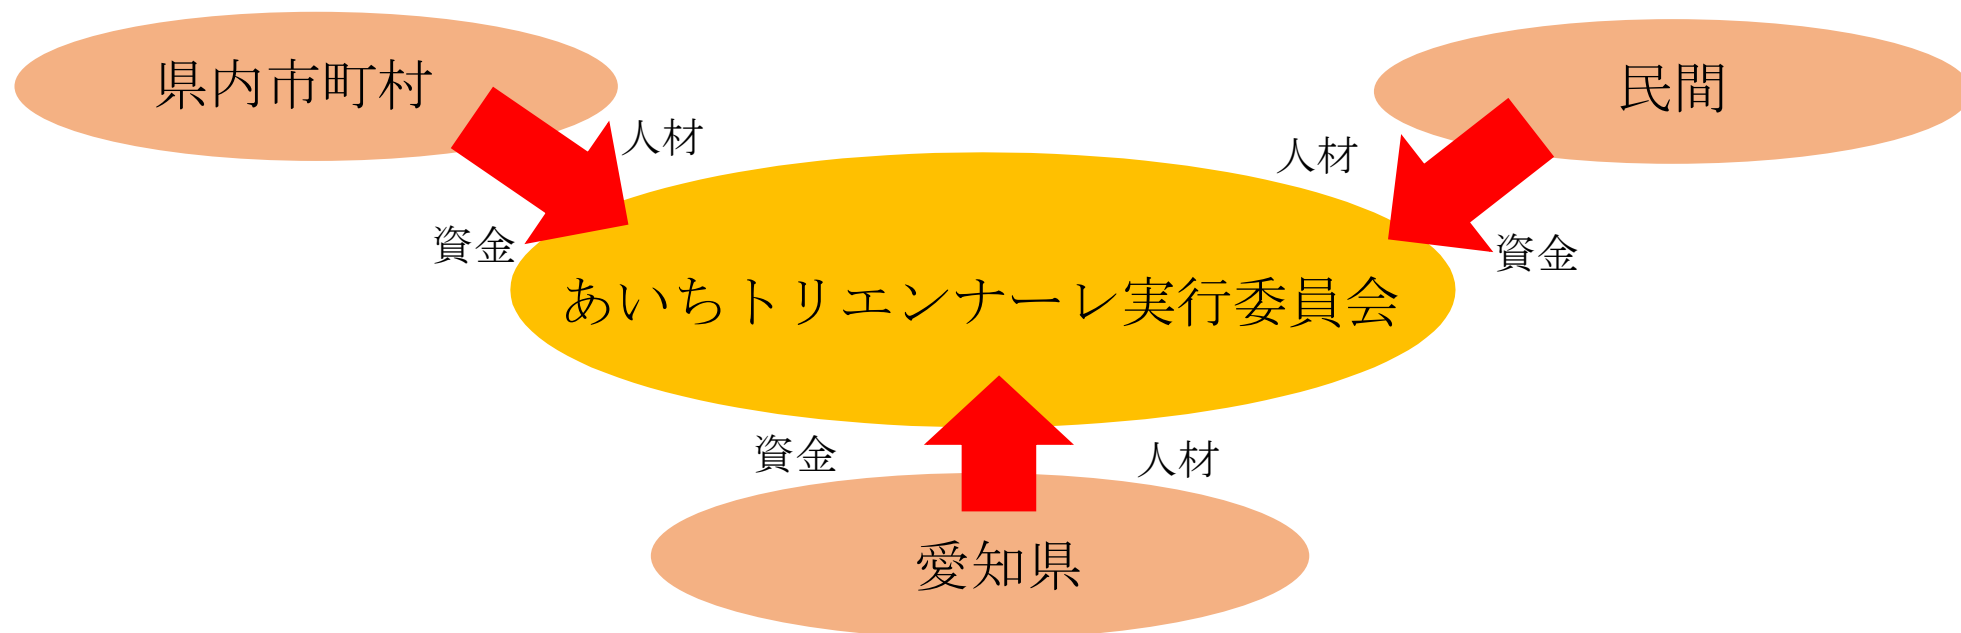 県内市町村
民間
人材
人材
資金
資金
あいちトリエンナーレ実行委員会
資金
人材
愛知県